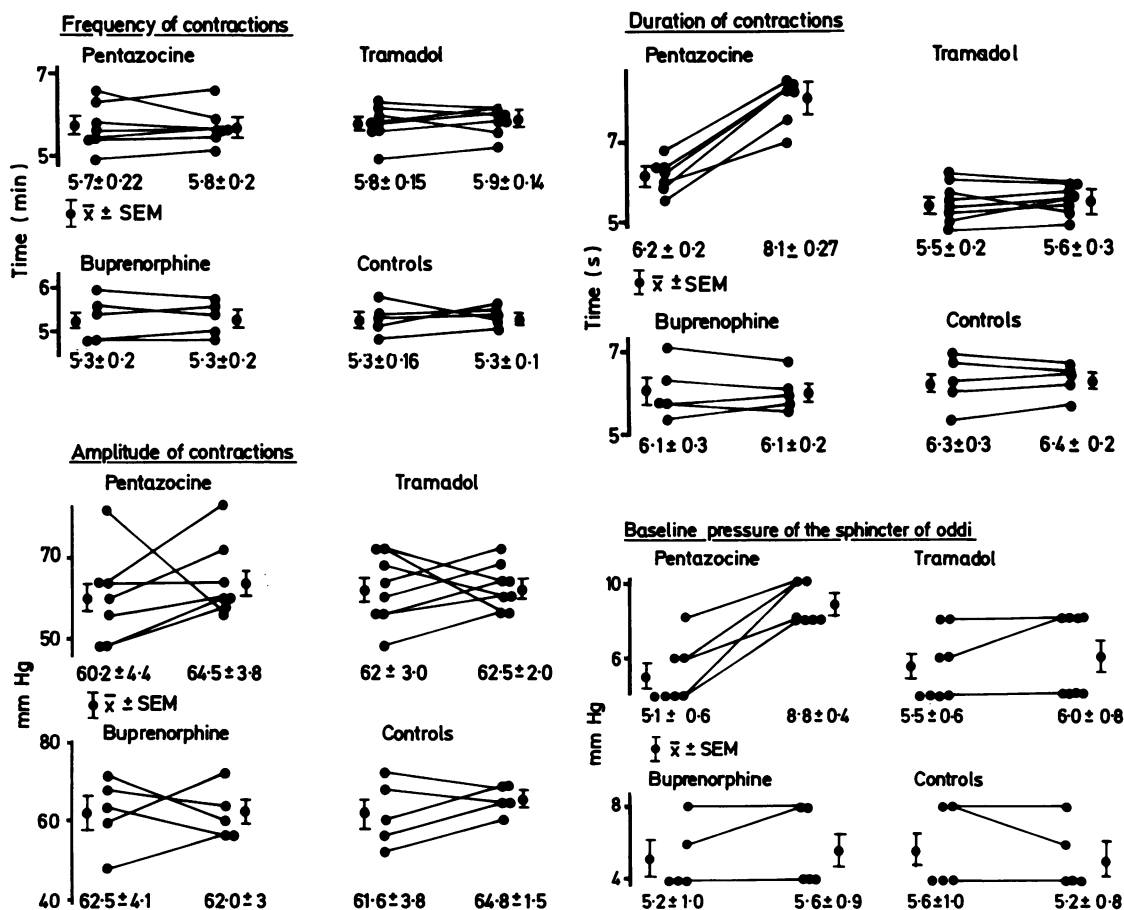 Frequency of contractions
Pentazocine Tramadol
7
5
5·7±0·22 5·8±0·2 5·8±0·15 5·9±0·14
x̄ ± SEM
Time (min)
Buprenorphine Controls
6
5
5·3±0·2 5·3±0·2 5·3±0·16 5·3±0·1
Duration of contractions
Pentazocine Tramadol
7
5
6·2±0·2 8·1±0·27 5·5±0·2 5·6±0·3
x̄ ±SEM
Time (s)
Buprenophine Controls
7
5
6·1±0·3 6·1±0·2 6·3±0·3 6·4± 0·2
Amplitude of contractions
Pentazocine Tramadol
70
50
60·2±4·4 64·5±3·8 62± 3·0 62·5±2·0
x̄ ± SEM
mm Hg
Buprenorphine Controls
80
60
40
62·5±4·1 62·0±3 61·6±3·8 64·8±1·5
Baseline pressure of the sphincter of oddi
Pentazocine Tramadol
10
6
5·1± 0·6 8·8±0·4 5·5±0·6 6·0±0·8
x̄ ± SEM
mm Hg
Buprenorphine Controls
8
4
5·2±1·0 5·6±0·9 5·6±1·0 5·2±0·8